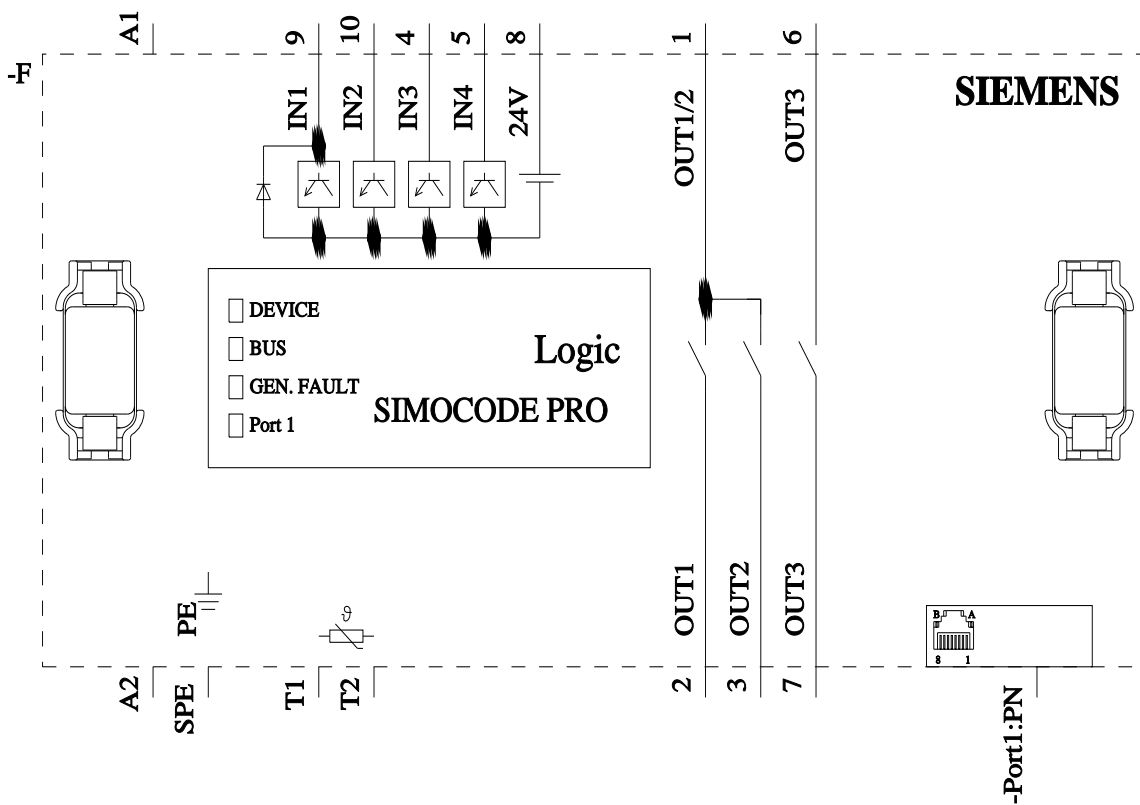 A1
9
10
4
5
8
1
6
-F
IN1
IN2
IN3
IN4
24V
OUT1/2
OUT3
SIEMENS
DEVICE
BUS
GEN. FAULT
Port 1
Logic
SIMOCODE PRO
PE
ϑ
OUT1
OUT2
OUT3
B A
8 1
A2
SPE
T1
T2
2
3
7
-Port1:PN